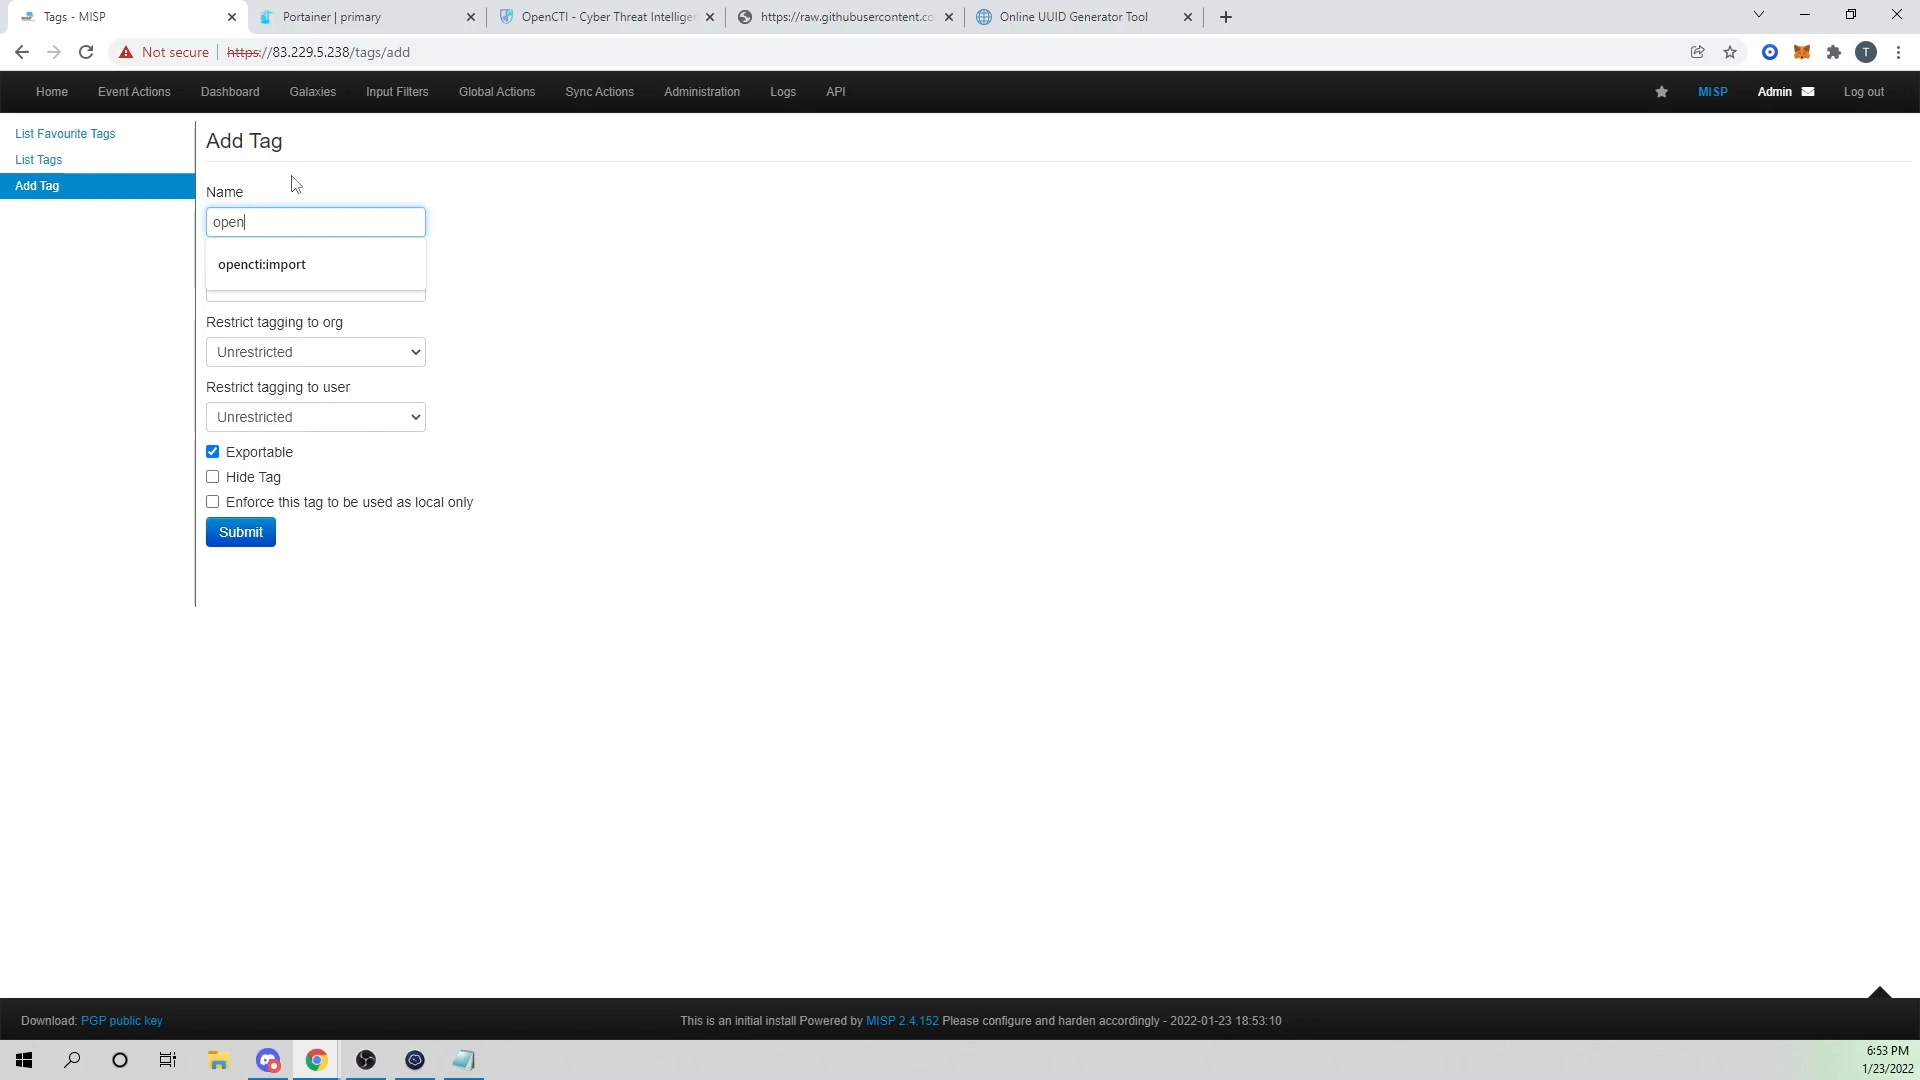 Tags - MISP
Portainer | primary
OpenCTI - Cyber Threat Intellige
https://raw.githubusercontent.co
Online UUID Generator Tool
Not secure
https://83.229.5.238/tags/add
T
Home
Event Actions
Dashboard
Galaxies
Input Filters
Global Actions
Sync Actions
Administration
Logs
API
MISP
Admin
Log out
List Favourite Tags
List Tags
Add Tag
Add Tag
Name
open
opencti:import
Restrict tagging to org
Unrestricted
Restrict tagging to user
Unrestricted
Exportable
Hide Tag
Enforce this tag to be used as local only
Submit
Download: PGP public key
This is an initial install Powered by MISP 2.4.152 Please configure and harden accordingly - 2022-01-23 18:53:10
6:53 PM
1/23/2022